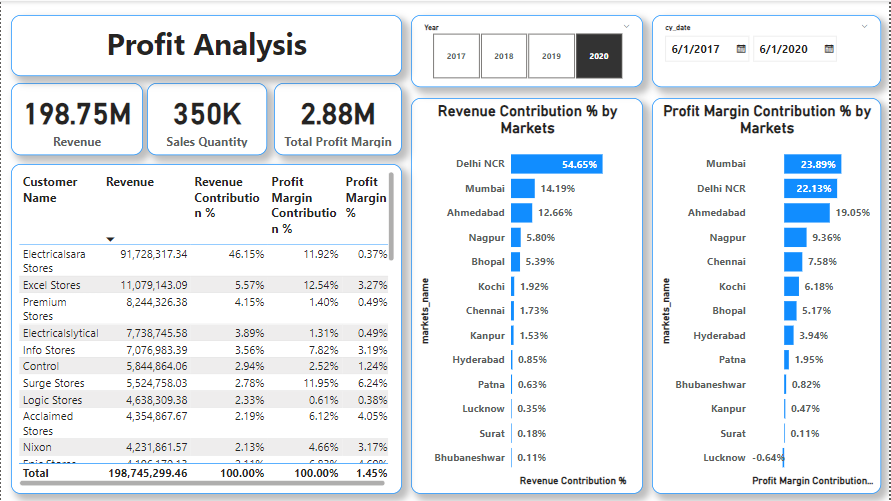 Profit Analysis
Year
2017 2018 2019 2020
cy_date
6/1/2017 6/1/2020
198.75M
Revenue
350K
Sales Quantity
2.88M
Total Profit Margin
Customer Name Revenue Revenue Contributio n % Profit Margin Contributio n % Profit Margin %
Electricalsara Stores 91,728,317.34 46.15% 11.92% 0.37%
Excel Stores 11,079,143.09 5.57% 12.54% 3.27%
Premium Stores 8,244,326.38 4.15% 1.40% 0.49%
Electricalslytical 7,738,745.58 3.89% 1.31% 0.49%
Info Stores 7,076,983.39 3.56% 7.82% 3.19%
Control 5,844,864.06 2.94% 2.52% 1.24%
Surge Stores 5,524,758.03 2.78% 11.95% 6.24%
Logic Stores 4,638,309.38 2.33% 0.61% 0.38%
Acclaimed Stores 4,354,867.67 2.19% 6.12% 4.05%
Nixon 4,231,861.57 2.13% 4.66% 3.17%
Total 198,745,299.46 100.00% 100.00% 1.45%
Revenue Contribution % by
Markets
markets_name
Delhi NCR 54.65%
Mumbai 14.19%
Ahmedabad 12.66%
Nagpur 5.80%
Bhopal 5.39%
Kochi 1.92%
Chennai 1.73%
Kanpur 1.53%
Hyderabad 0.85%
Patna 0.63%
Lucknow 0.35%
Surat 0.18%
Bhubaneshwar 0.11%
Revenue Contribution %
Profit Margin Contribution % by
Markets
markets_name
Mumbai 23.89%
Delhi NCR 22.13%
Ahmedabad 19.05%
Nagpur 9.36%
Chennai 7.58%
Kochi 6.18%
Bhopal 5.17%
Hyderabad 3.94%
Patna 1.95%
Bhubaneshwar 0.82%
Kanpur 0.47%
Surat 0.11%
Lucknow -0.64%
Profit Margin Contribution...